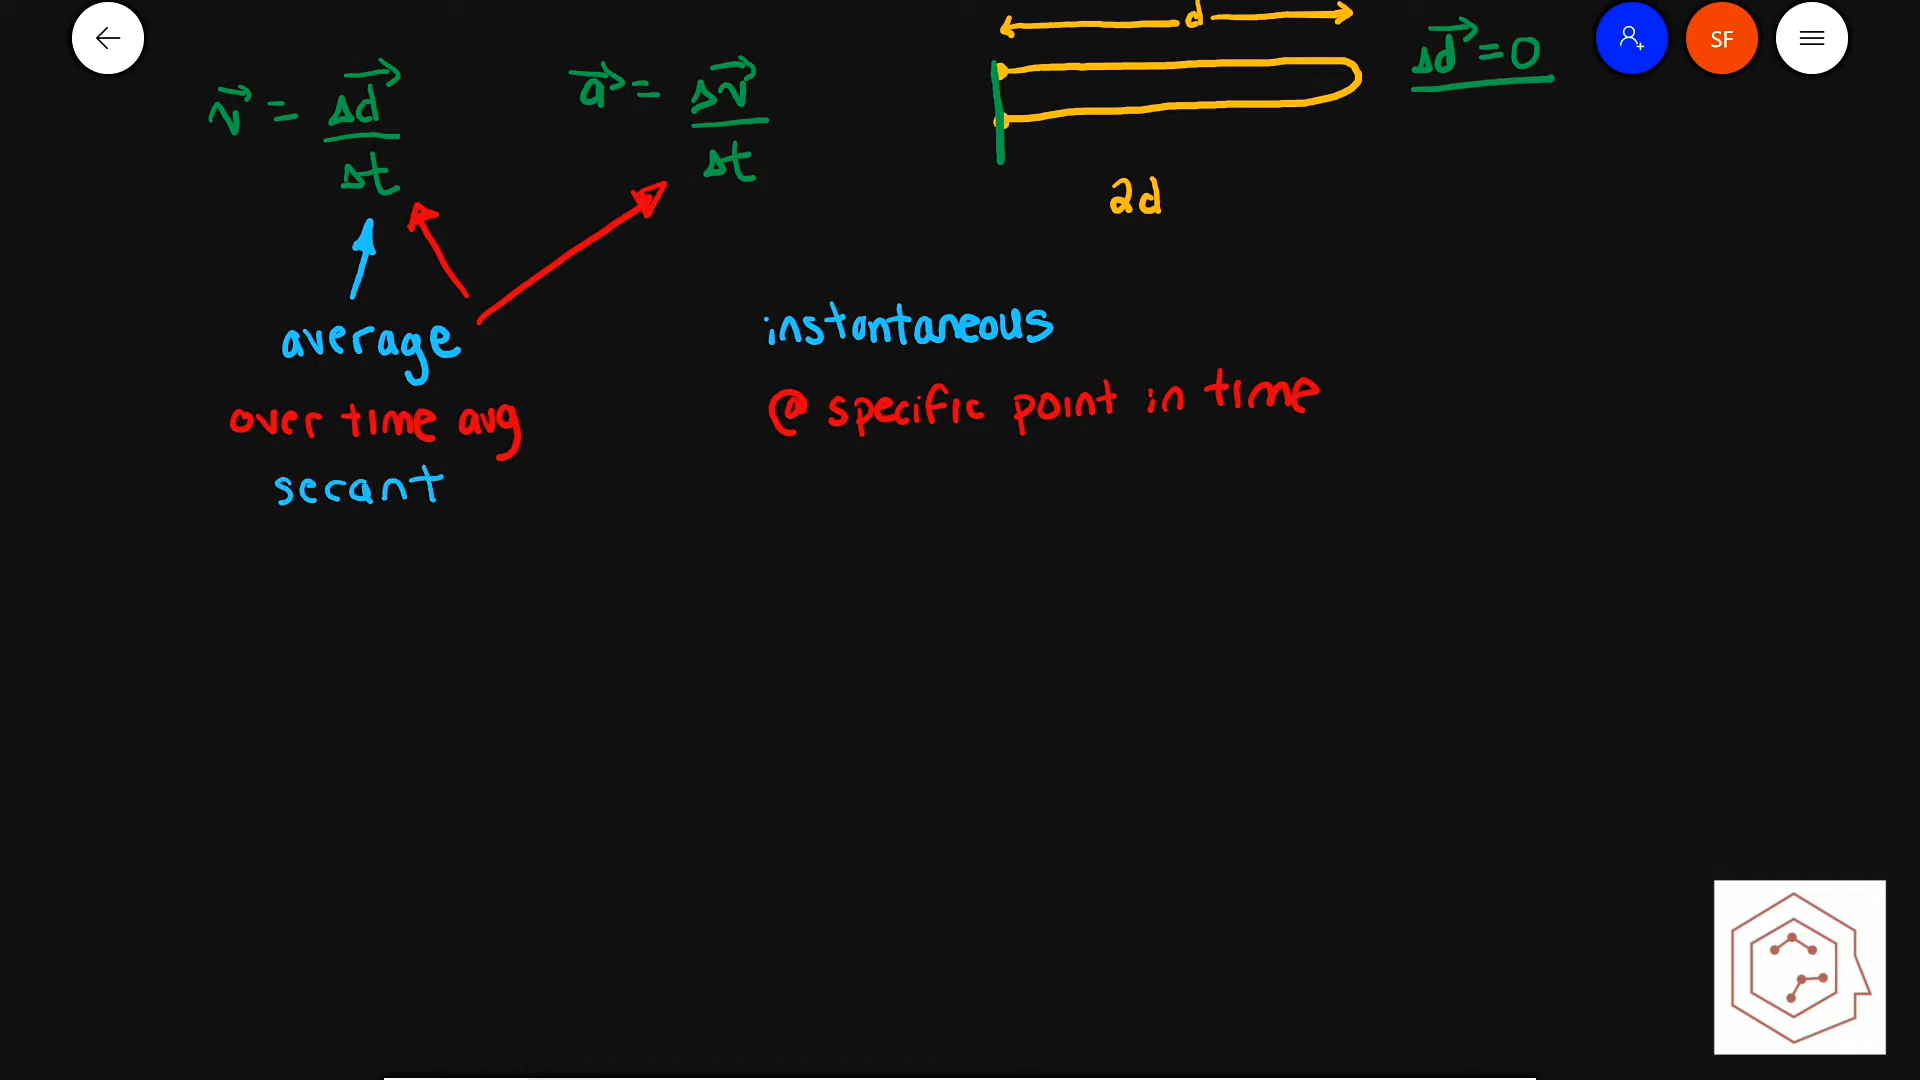 d
v⃗ = Δd⃗ / Δt
a⃗ = Δv⃗ / Δt
Δd⃗ = 0
SF
2d
average
instantaneous
over time avg
@ specific point in time
secant